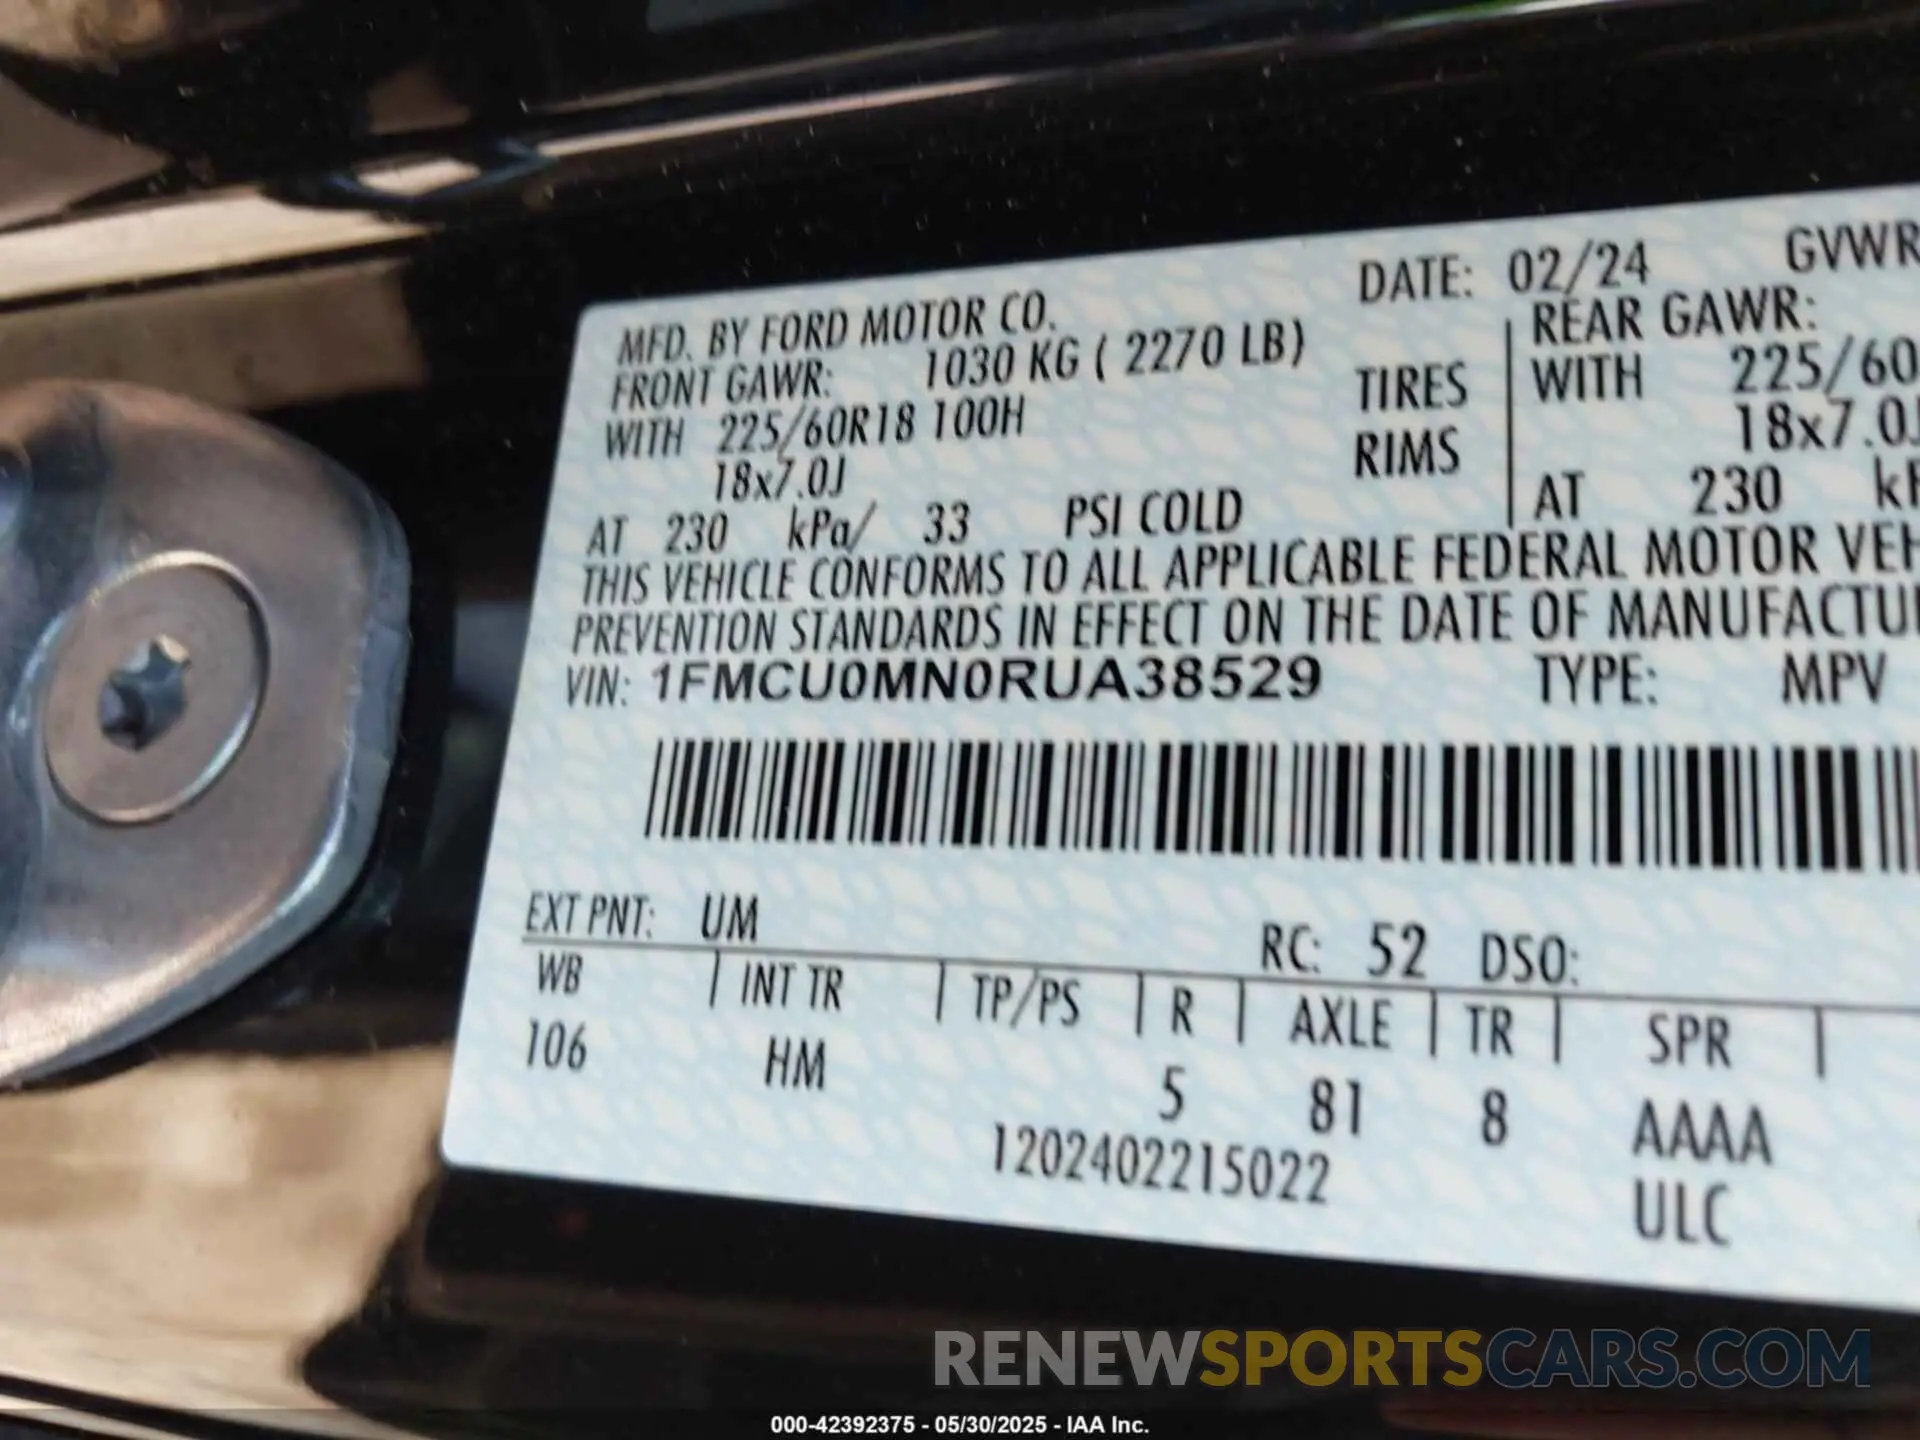 DATE: 02/24 GVWR
MFD. BY FORD MOTOR CO.
FRONT GAWR: 1030 KG ( 2270 LB)
REAR GAWR:
WITH 225/60R18 100H TIRES WITH 225/60
18x7.0J RIMS 18x7.0J
AT 230 kPa/ 33 PSI COLD AT 230
THIS VEHICLE CONFORMS TO ALL APPLICABLE FEDERAL MOTOR VEH
PREVENTION STANDARDS IN EFFECT ON THE DATE OF MANUFACTU
VIN: 1FMCU0MN0RUA38529 TYPE: MPV
EXT PNT: UM RC: 52 DSO:
WB INT TR TP/PS R AXLE TR SPR
106 HM 5 81 8 AAAA
1202402215022 ULC
RENEWSPORTSCARS.COM
000-42392375 - 05/30/2025 - IAA Inc.